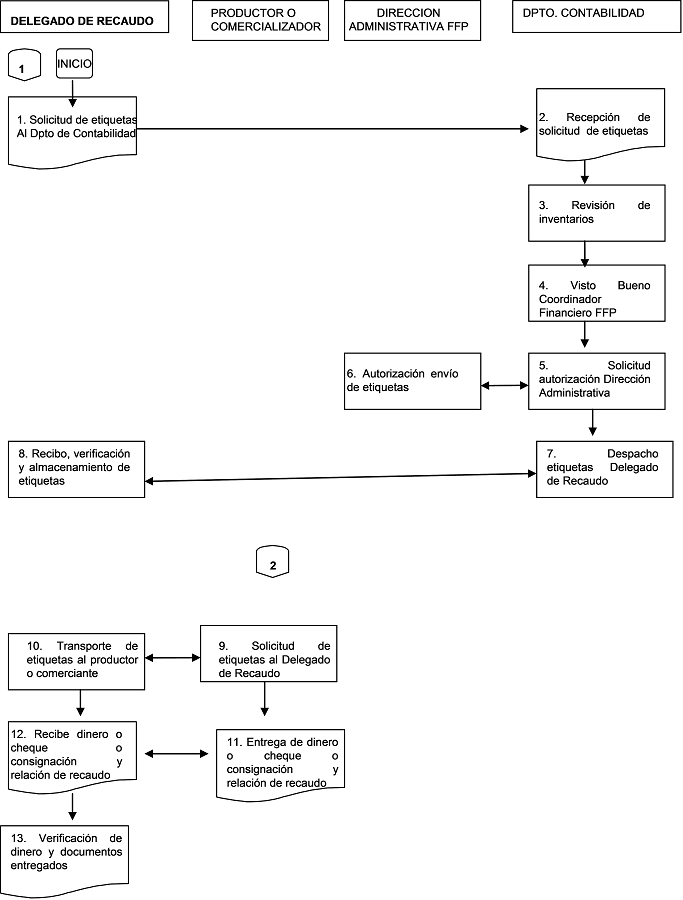 DELEGADO DE RECAUDO
PRODUCTOR O
COMERCIALIZADOR
DIRECCION
ADMINISTRATIVA FFP
DPTO. CONTABILIDAD
1
INICIO
1. Solicitud de etiquetas
Al Dpto de Contabilidad
2. Recepción de
solicitud de etiquetas
3. Revisión de
inventarios
4. Visto Bueno
Coordinador
Financiero FFP
5. Solicitud
autorización Dirección
Administrativa
6. Autorización envío
de etiquetas
7. Despacho
etiquetas Delegado
de Recaudo
8. Recibo, verificación
y almacenamiento de
etiquetas
2
10. Transporte de
etiquetas al productor
o comerciante
9. Solicitud de
etiquetas al Delegado
de Recaudo
12. Recibe dinero o
cheque o
consignación y
relación de recaudo
11. Entrega de dinero
o cheque o
consignación y
relación de recaudo
13. Verificación de
dinero y documentos
entregados